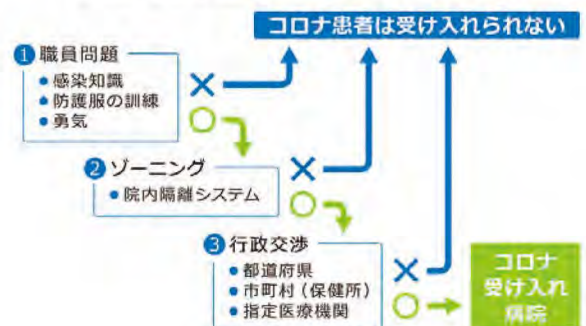 コロナ患者は受け入れられない
❶職員問題
●感染知識
●防護服の訓練
●勇気
❷ゾーニング
●院内隔離システム
❸行政交渉
●都道府県
●市町村（保健所）
●指定医療機関
コロナ
受け入れ
病院